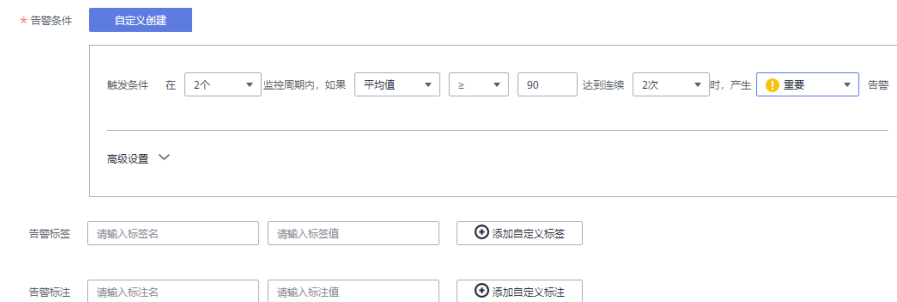 * 告警条件 自定义创建
触发条件 在 2个 监控周期内，如果 平均值 ≥ 90 达到连续 2次 时，产生 重要 告警
高级设置
告警标签 请输入标签名 请输入标签值 添加自定义标签
告警标注 请输入标注名 请输入标注值 添加自定义标注